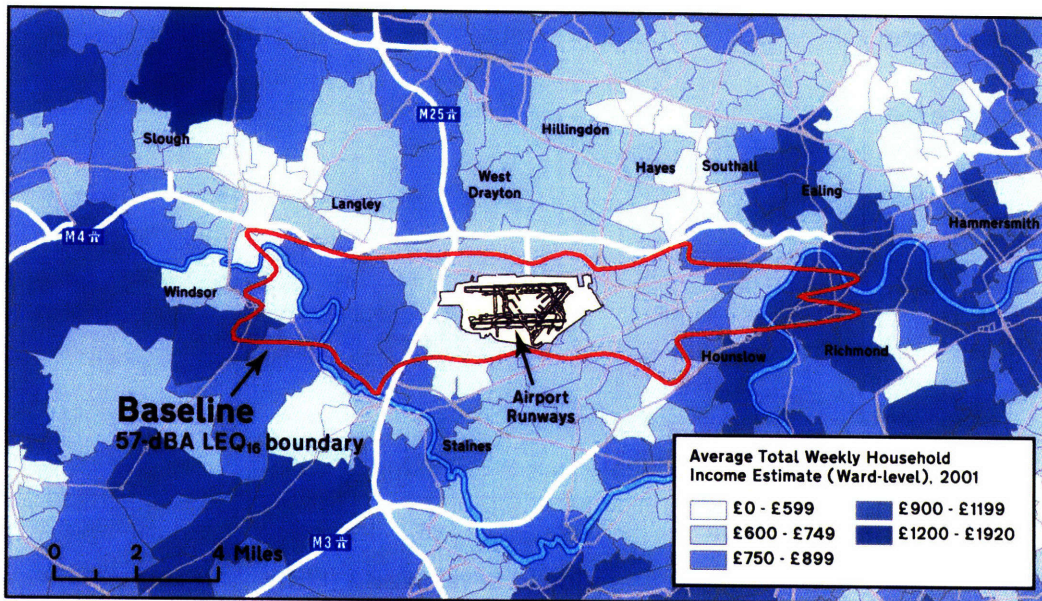 M25
Slough
Hillingdon
Hayes
Southall
West
Drayton
Ealing
Langley
Hammersmith
M4
Windsor
Hounslow
Richmond
Airport
Runways
Baseline
57-dBA LEQ16 boundary
Staines
M3
0 2 4 Miles
Average Total Weekly Household
Income Estimate (Ward-level), 2001
£0 - £599
£600 - £749
£750 - £899
£900 - £1199
£1200 - £1920